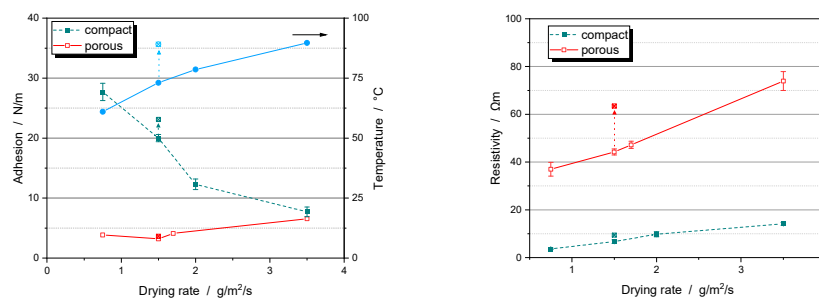 40
30
20
10
0
Adhesion / N/m
compact
porous
100
75
50
25
0
Temperature / °C
0
1
2
3
4
Drying rate / g/m²/s
100
80
60
40
20
0
Resistivity / Ωm
compact
porous
1
2
3
Drying rate / g/m²/s